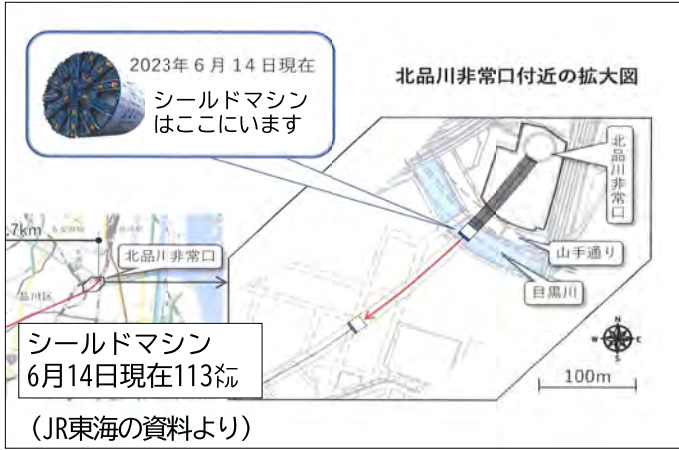 2023年6月14日現在
シールドマシン
はここにいます
北品川非常口付近の拡大図
北品川非常口
山手通り
目黒川
.7km
北品川非常口
品川区
N
W E
S
100m
シールドマシン
6月14日現在113㍍
(JR東海の資料より)